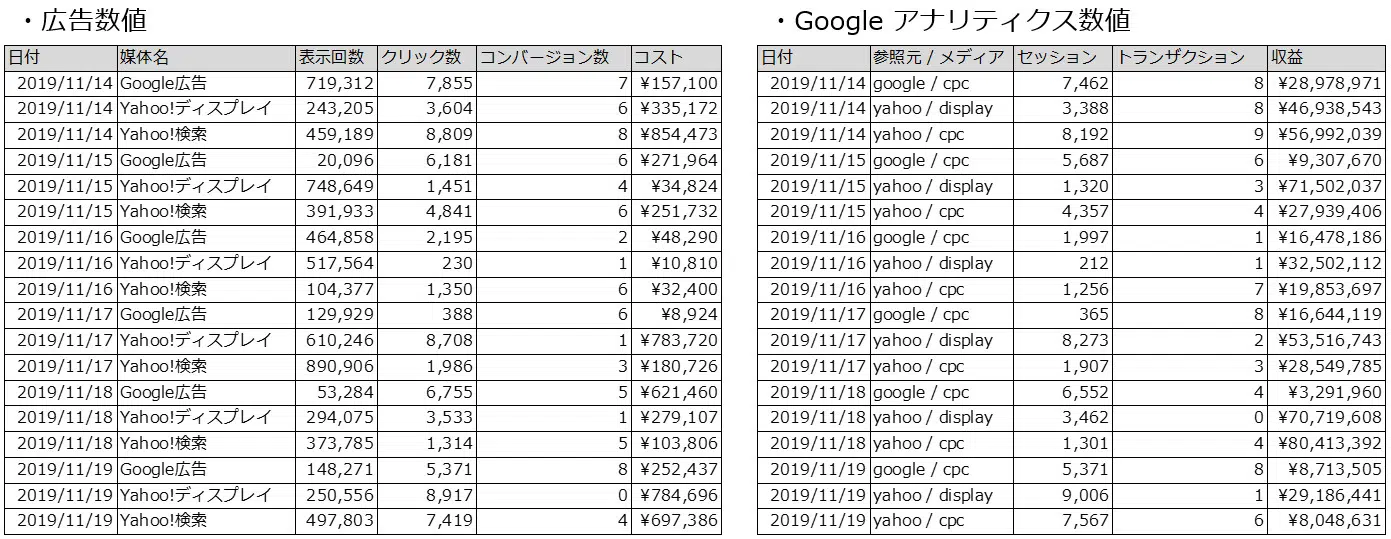 ・広告数値
日付 媒体名 表示回数 クリック数 コンバージョン数 コスト
2019/11/14 Google広告 719,312 7,855 7 ¥157,100
2019/11/14 Yahoo!ディスプレイ 243,205 3,604 6 ¥335,172
2019/11/14 Yahoo!検索 459,189 8,809 8 ¥854,473
2019/11/15 Google広告 20,096 6,181 6 ¥271,964
2019/11/15 Yahoo!ディスプレイ 748,649 1,451 4 ¥34,824
2019/11/15 Yahoo!検索 391,933 4,841 6 ¥251,732
2019/11/16 Google広告 464,858 2,195 2 ¥48,290
2019/11/16 Yahoo!ディスプレイ 517,564 230 1 ¥10,810
2019/11/16 Yahoo!検索 104,377 1,350 6 ¥32,400
2019/11/17 Google広告 129,929 388 6 ¥8,924
2019/11/17 Yahoo!ディスプレイ 610,246 8,708 1 ¥783,720
2019/11/17 Yahoo!検索 890,906 1,986 3 ¥180,726
2019/11/18 Google広告 53,284 6,755 5 ¥621,460
2019/11/18 Yahoo!ディスプレイ 294,075 3,533 1 ¥279,107
2019/11/18 Yahoo!検索 373,785 1,314 5 ¥103,806
2019/11/19 Google広告 148,271 5,371 8 ¥252,437
2019/11/19 Yahoo!ディスプレイ 250,556 8,917 0 ¥784,696
2019/11/19 Yahoo!検索 497,803 7,419 4 ¥697,386
・Google アナリティクス数値
日付 参照元 / メディア セッション トランザクション 収益
2019/11/14 google / cpc 7,462 8 ¥28,978,971
2019/11/14 yahoo / display 3,388 8 ¥46,938,543
2019/11/14 yahoo / cpc 8,192 9 ¥56,992,039
2019/11/15 google / cpc 5,687 6 ¥9,307,670
2019/11/15 yahoo / display 1,320 3 ¥71,502,037
2019/11/15 yahoo / cpc 4,357 4 ¥27,939,406
2019/11/16 google / cpc 1,997 1 ¥16,478,186
2019/11/16 yahoo / display 212 1 ¥32,502,112
2019/11/16 yahoo / cpc 1,256 7 ¥19,853,697
2019/11/17 google / cpc 365 8 ¥16,644,119
2019/11/17 yahoo / display 8,273 2 ¥53,516,743
2019/11/17 yahoo / cpc 1,907 3 ¥28,549,785
2019/11/18 google / cpc 6,552 4 ¥3,291,960
2019/11/18 yahoo / display 3,462 0 ¥70,719,608
2019/11/18 yahoo / cpc 1,301 4 ¥80,413,392
2019/11/19 google / cpc 5,371 8 ¥8,713,505
2019/11/19 yahoo / display 9,006 1 ¥29,186,441
2019/11/19 yahoo / cpc 7,567 6 ¥8,048,631